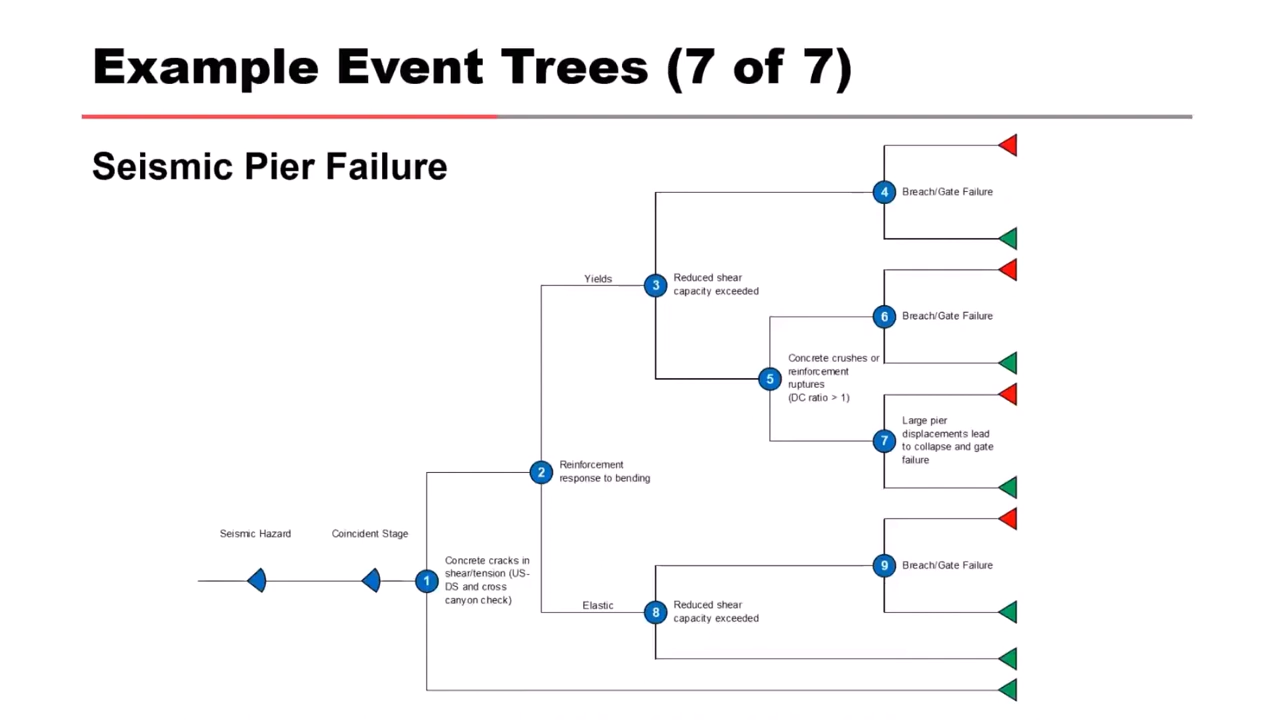 Example Event Trees (7 of 7)
Seismic Pier Failure
4
Breach/Gate Failure
Yields
3
Reduced shear
capacity exceeded
6
Breach/Gate Failure
5
Concrete crushes or
reinforcement
ruptures
(DC ratio > 1)
7
Large pier
displacements lead
to collapse and gate
failure
2
Reinforcement
response to bending
Seismic Hazard
Coincident Stage
1
Concrete cracks in
shear/tension (US-
DS and cross
canyon check)
9
Breach/Gate Failure
Elastic
8
Reduced shear
capacity exceeded